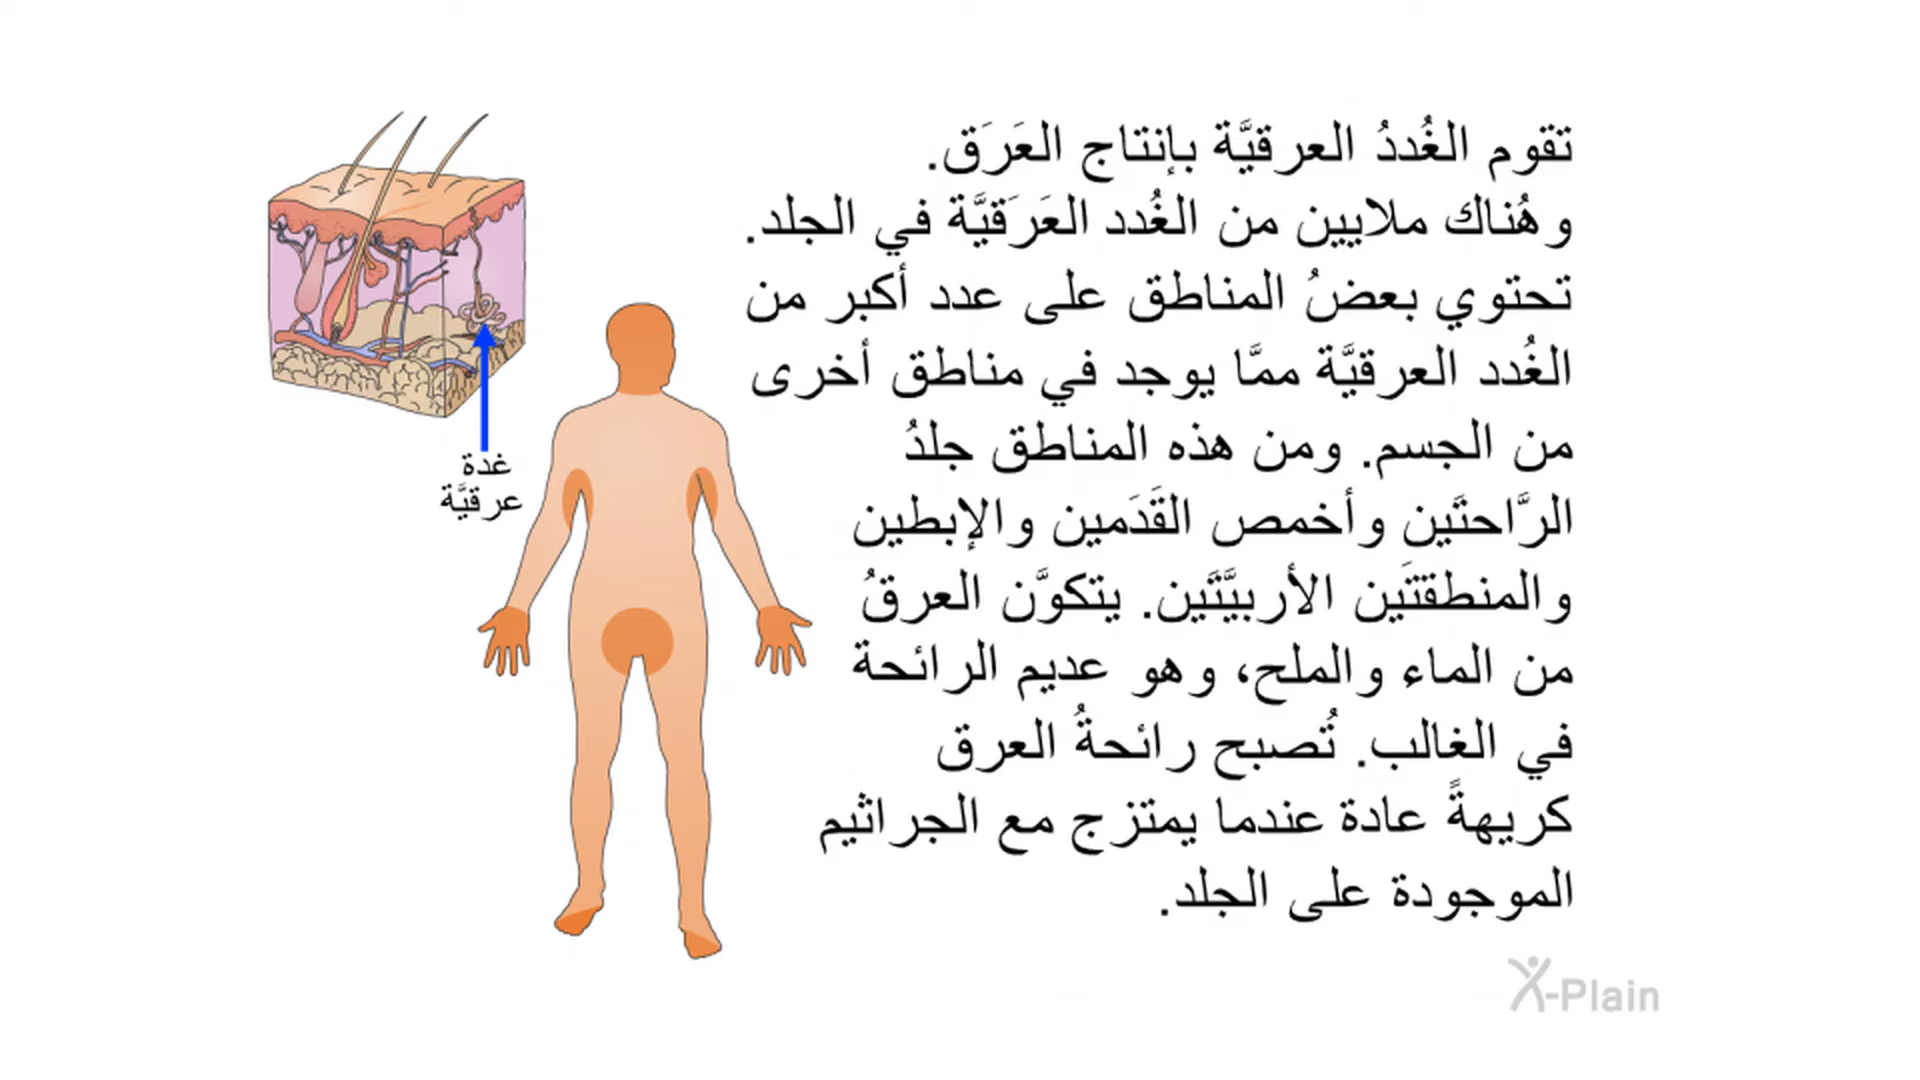 تقوم الغُددُ العرقيَّة بإنتاج العَرَق.
وهُناك ملايين من الغُدد العَرَقيَّة في الجلد.
تحتوي بعضُ المناطق على عدد أكبر من
الغُدد العرقيَّة ممَّا يوجد في مناطق أخرى
من الجسم. ومن هذه المناطق جلدُ
الرَّاحتَين وأخمص القَدَمين والإبطين
والمنطقتَين الأربيَّتَين. يتكوَّن العرقُ
من الماء والملح، وهو عديم الرائحة
في الغالب. تُصبح رائحةُ العرق
كريهةً عادة عندما يمتزج مع الجراثيم
الموجودة على الجلد.
غدة
عرقيَّة
X-Plain